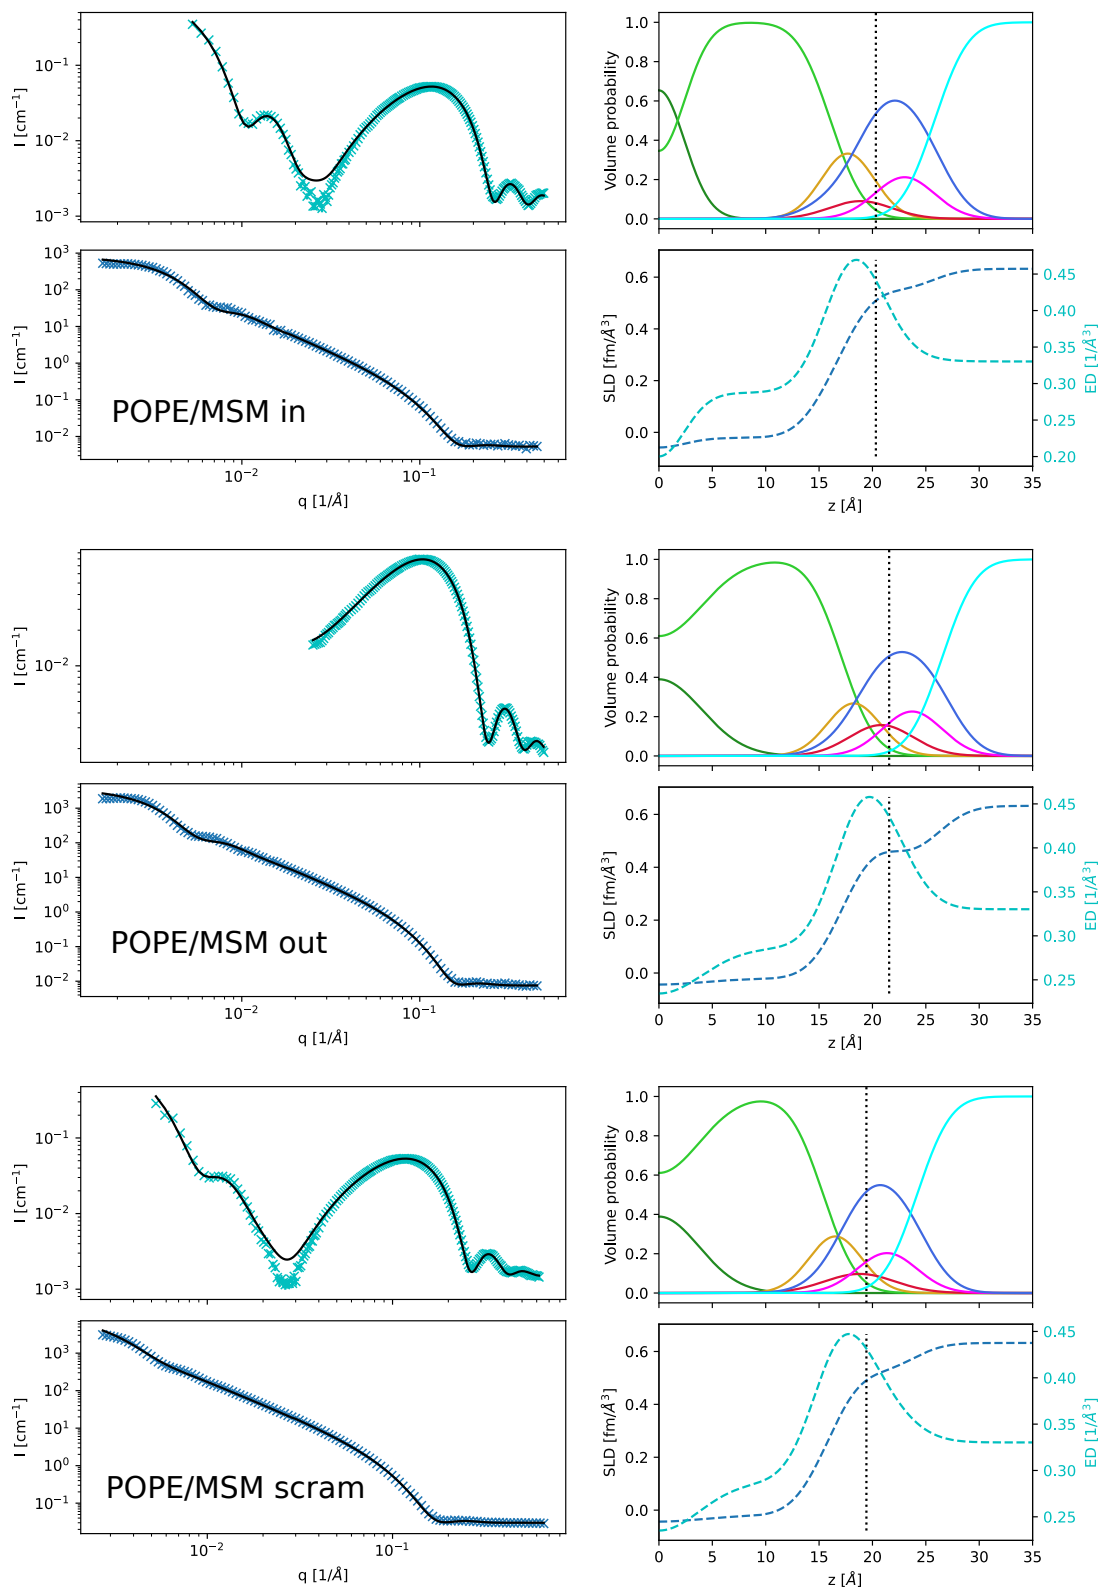 I [cm⁻¹]
10⁻¹
10⁻²
10⁻³
I [cm⁻¹]
10³
10²
10¹
10⁰
10⁻¹
10⁻²
POPE/MSM in
10⁻² 10⁻¹
q [1/Å]
Volume probability
1.0
0.8
0.6
0.4
0.2
0.0
SLD [fm/Å³]
0.6
0.4
0.2
0.0
0.45
0.40
0.35
0.30
0.25
0.20
ED [1/Å³]
0 5 10 15 20 25 30 35
z [Å]
I [cm⁻¹]
10⁻²
I [cm⁻¹]
10³
10²
10¹
10⁰
10⁻¹
10⁻²
POPE/MSM out
10⁻² 10⁻¹
q [1/Å]
Volume probability
1.0
0.8
0.6
0.4
0.2
0.0
SLD [fm/Å³]
0.6
0.4
0.2
0.0
0.45
0.40
0.35
0.30
0.25
ED [1/Å³]
0 5 10 15 20 25 30 35
z [Å]
I [cm⁻¹]
10⁻¹
10⁻²
10⁻³
I [cm⁻¹]
10³
10²
10¹
10⁰
10⁻¹
POPE/MSM scram
10⁻² 10⁻¹
q [1/Å]
Volume probability
1.0
0.8
0.6
0.4
0.2
0.0
SLD [fm/Å³]
0.6
0.4
0.2
0.0
0.45
0.40
0.35
0.30
0.25
ED [1/Å³]
0 5 10 15 20 25 30 35
z [Å]